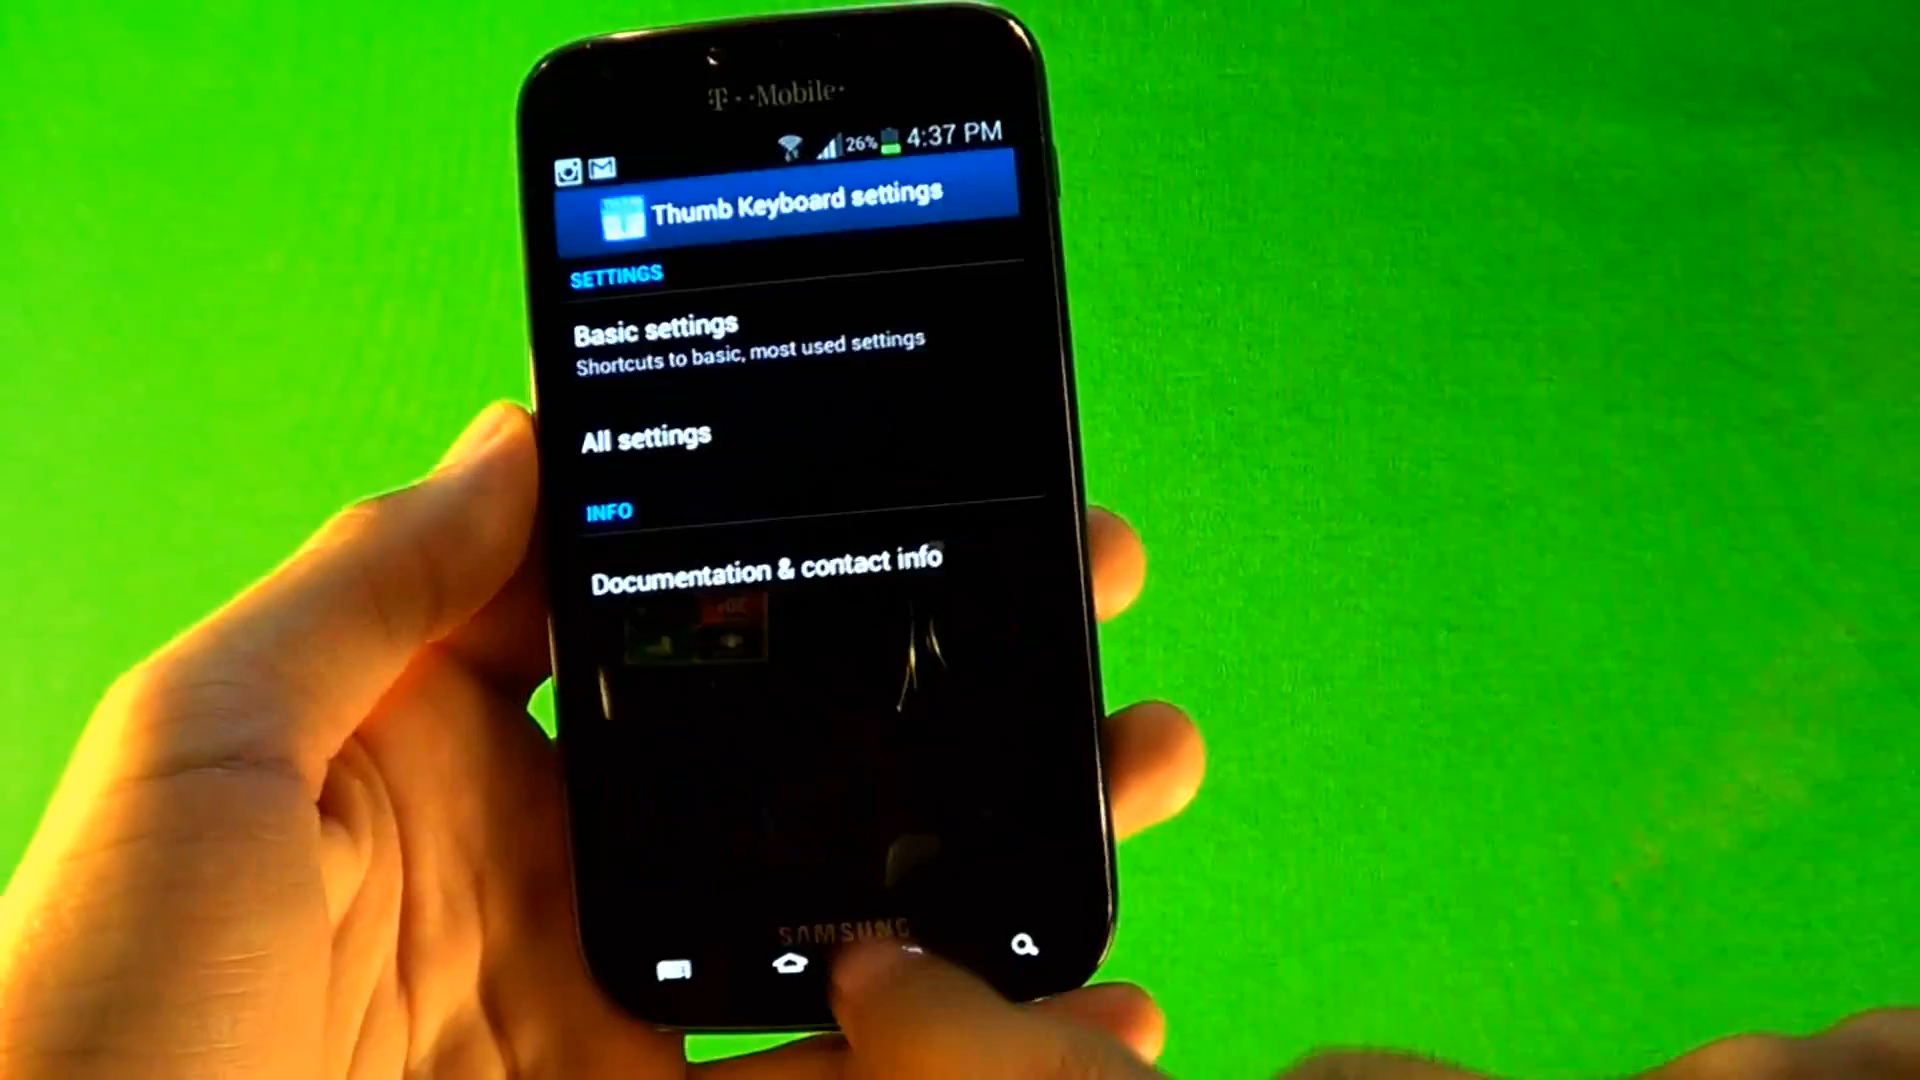 T··Mobile·
26% 4:37 PM
Thumb Keyboard settings
SETTINGS
Basic settings
Shortcuts to basic, most used settings
All settings
INFO
Documentation & contact info
SAMSUNG